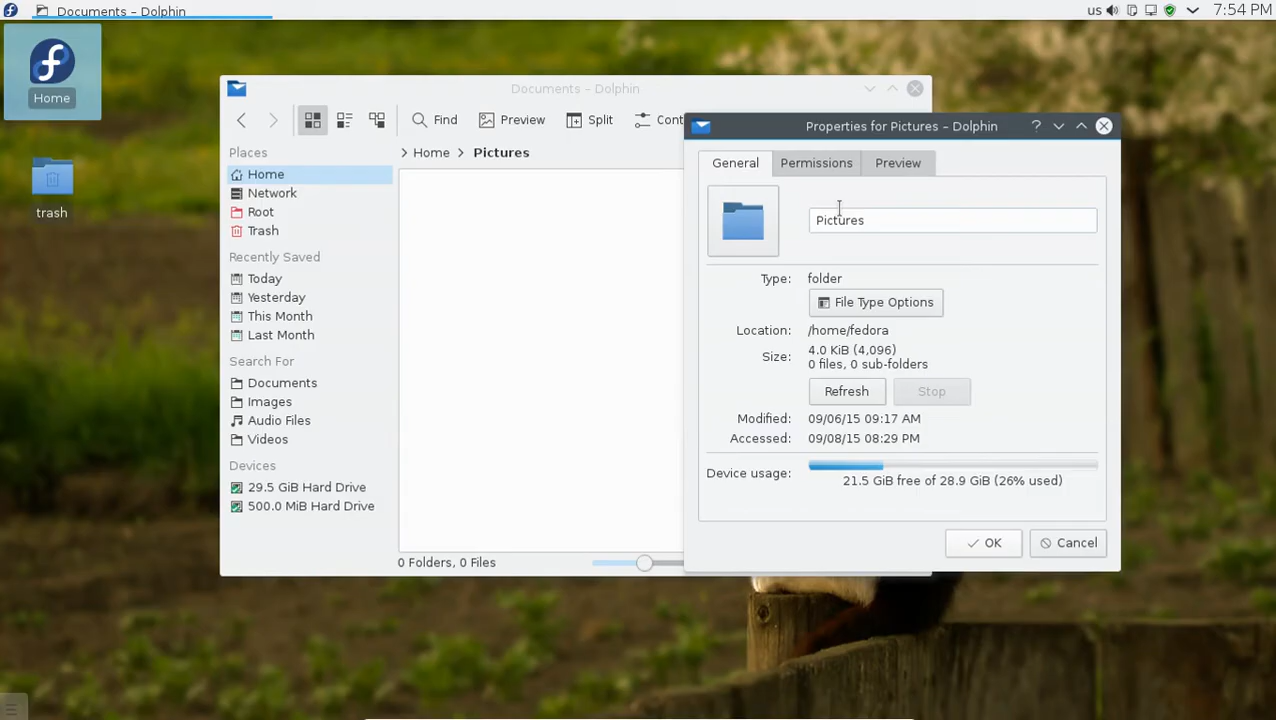 Documents – Dolphin
us
7:54 PM
Home
trash
Documents – Dolphin
Find
Preview
Split
Cont
Places
Home
Network
Root
Trash
Recently Saved
Today
Yesterday
This Month
Last Month
Search For
Documents
Images
Audio Files
Videos
Devices
29.5 GiB Hard Drive
500.0 MiB Hard Drive
> Home > Pictures
0 Folders, 0 Files
Properties for Pictures – Dolphin
General
Permissions
Preview
Pictures
Type: folder
File Type Options
Location: /home/fedora
Size: 4.0 KiB (4,096)
0 files, 0 sub-folders
Refresh
Stop
Modified: 09/06/15 09:17 AM
Accessed: 09/08/15 08:29 PM
Device usage:
21.5 GiB free of 28.9 GiB (26% used)
OK
Cancel